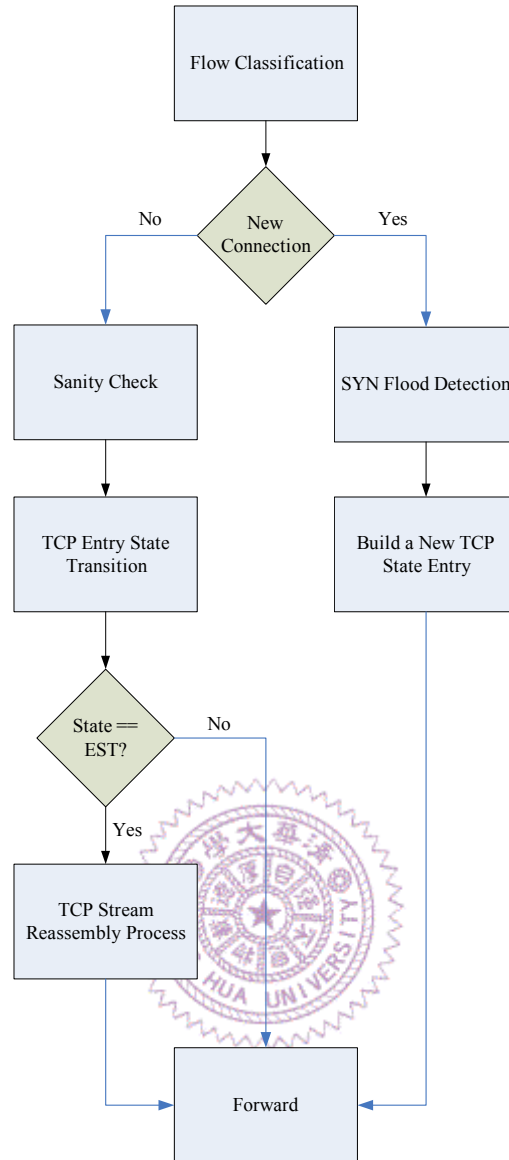 Flow Classification
No
New
Connection
Yes
Sanity Check
SYN Flood Detection
TCP Entry State
Transition
Build a New TCP
State Entry
State ==
EST?
No
Yes
TCP Stream
Reassembly Process
HUA UNIVERSITY
Forward